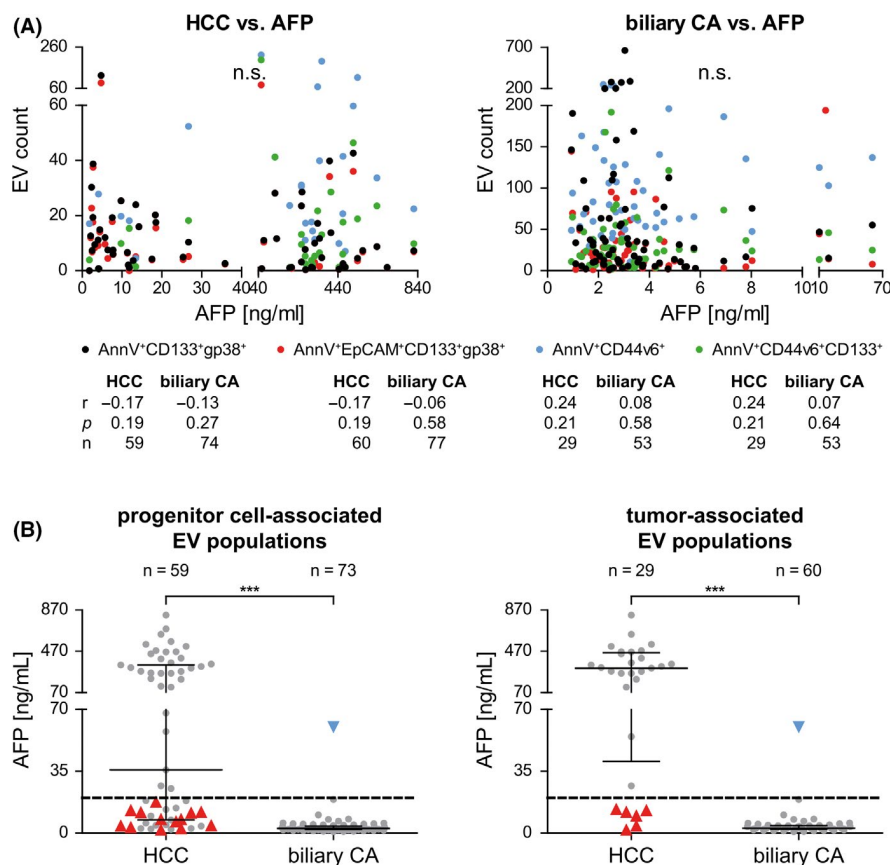 (A)
HCC vs. AFP
biliary CA vs. AFP
260
n.s.
60
60
EV count
40
20
0
0 10 20 30 40 40 440 840
AFP [ng/ml]
700
n.s.
200
200
EV count
150
100
50
0
0 2 4 6 8 10 10 70
AFP [ng/ml]
AnnV⁺CD133⁺gp38⁺
AnnV⁺EpCAM⁺CD133⁺gp38⁺
AnnV⁺CD44v6⁺
AnnV⁺CD44v6⁺CD133⁺
HCC biliary CA HCC biliary CA HCC biliary CA HCC biliary CA
r −0.17 −0.13 −0.17 −0.06 0.24 0.08 0.24 0.07
p 0.19 0.27 0.19 0.58 0.21 0.58 0.21 0.64
n 59 74 60 77 29 53 29 53
(B)
progenitor cell-associated
EV populations
n = 59 n = 73
***
870
470
70
70
35
0
AFP [ng/mL]
HCC biliary CA
tumor-associated
EV populations
n = 29 n = 60
***
870
470
70
70
35
0
AFP [ng/mL]
HCC biliary CA